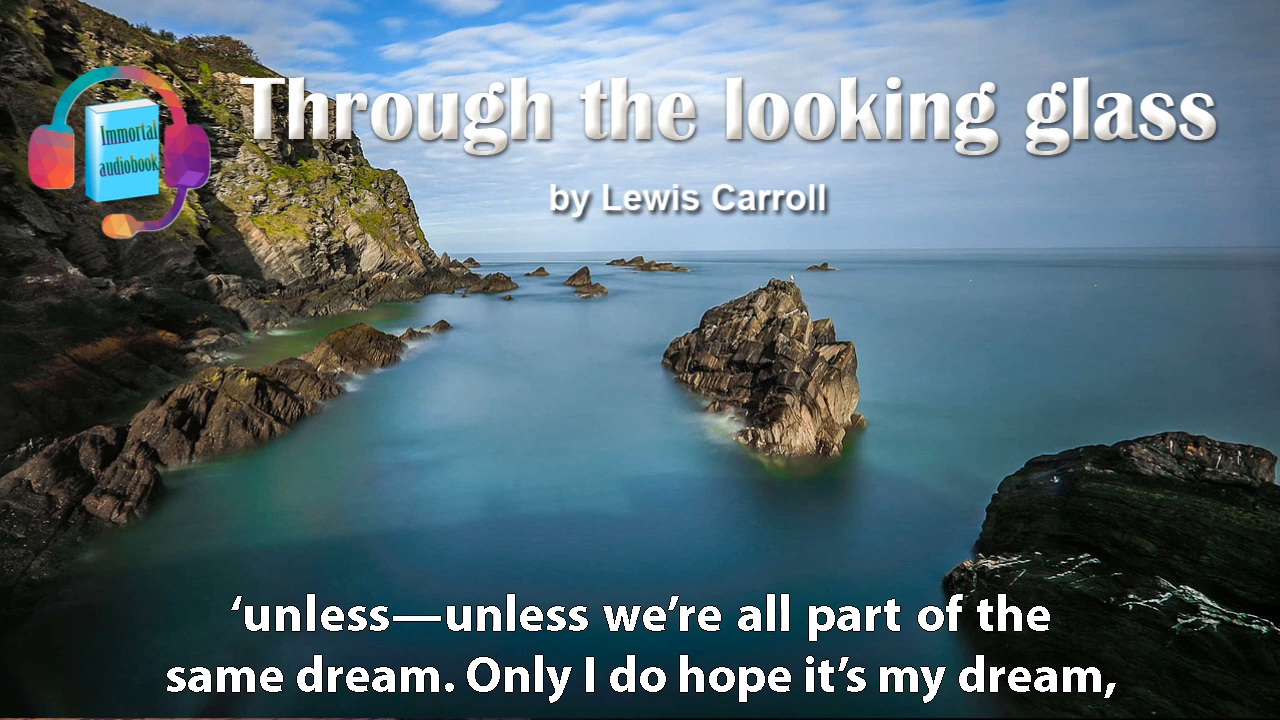 Immortal
audiobook
Through the looking glass
by Lewis Carroll
‘unless—unless we’re all part of the
same dream. Only I do hope it’s my dream,